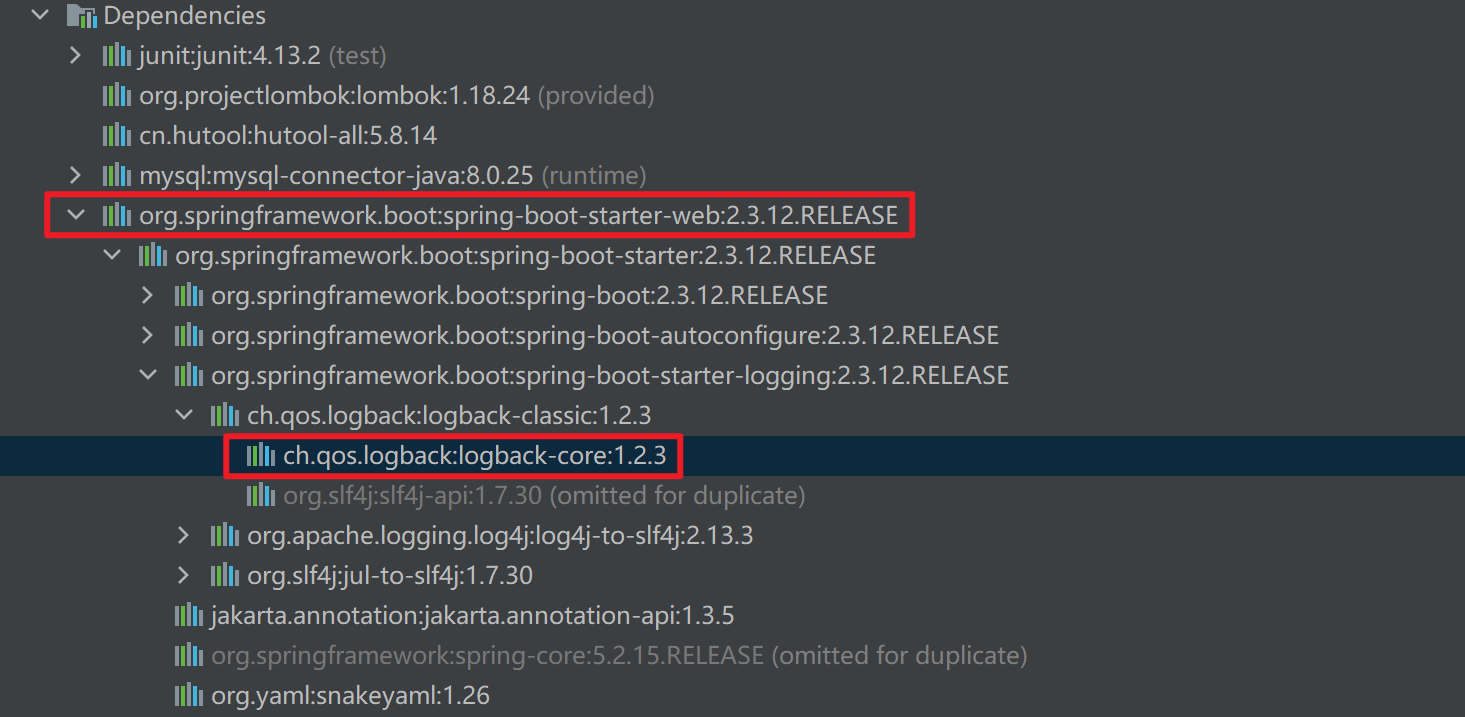 Dependencies
junit:junit:4.13.2 (test)
org.projectlombok:lombok:1.18.24 (provided)
cn.hutool:hutool-all:5.8.14
mysql:mysql-connector-java:8.0.25 (runtime)
org.springframework.boot:spring-boot-starter-web:2.3.12.RELEASE
org.springframework.boot:spring-boot-starter:2.3.12.RELEASE
org.springframework.boot:spring-boot:2.3.12.RELEASE
org.springframework.boot:spring-boot-autoconfigure:2.3.12.RELEASE
org.springframework.boot:spring-boot-starter-logging:2.3.12.RELEASE
ch.qos.logback:logback-classic:1.2.3
ch.qos.logback:logback-core:1.2.3
org.slf4j:slf4j-api:1.7.30 (omitted for duplicate)
org.apache.logging.log4j:log4j-to-slf4j:2.13.3
org.slf4j:jul-to-slf4j:1.7.30
jakarta.annotation:jakarta.annotation-api:1.3.5
org.springframework:spring-core:5.2.15.RELEASE (omitted for duplicate)
org.yaml:snakeyaml:1.26